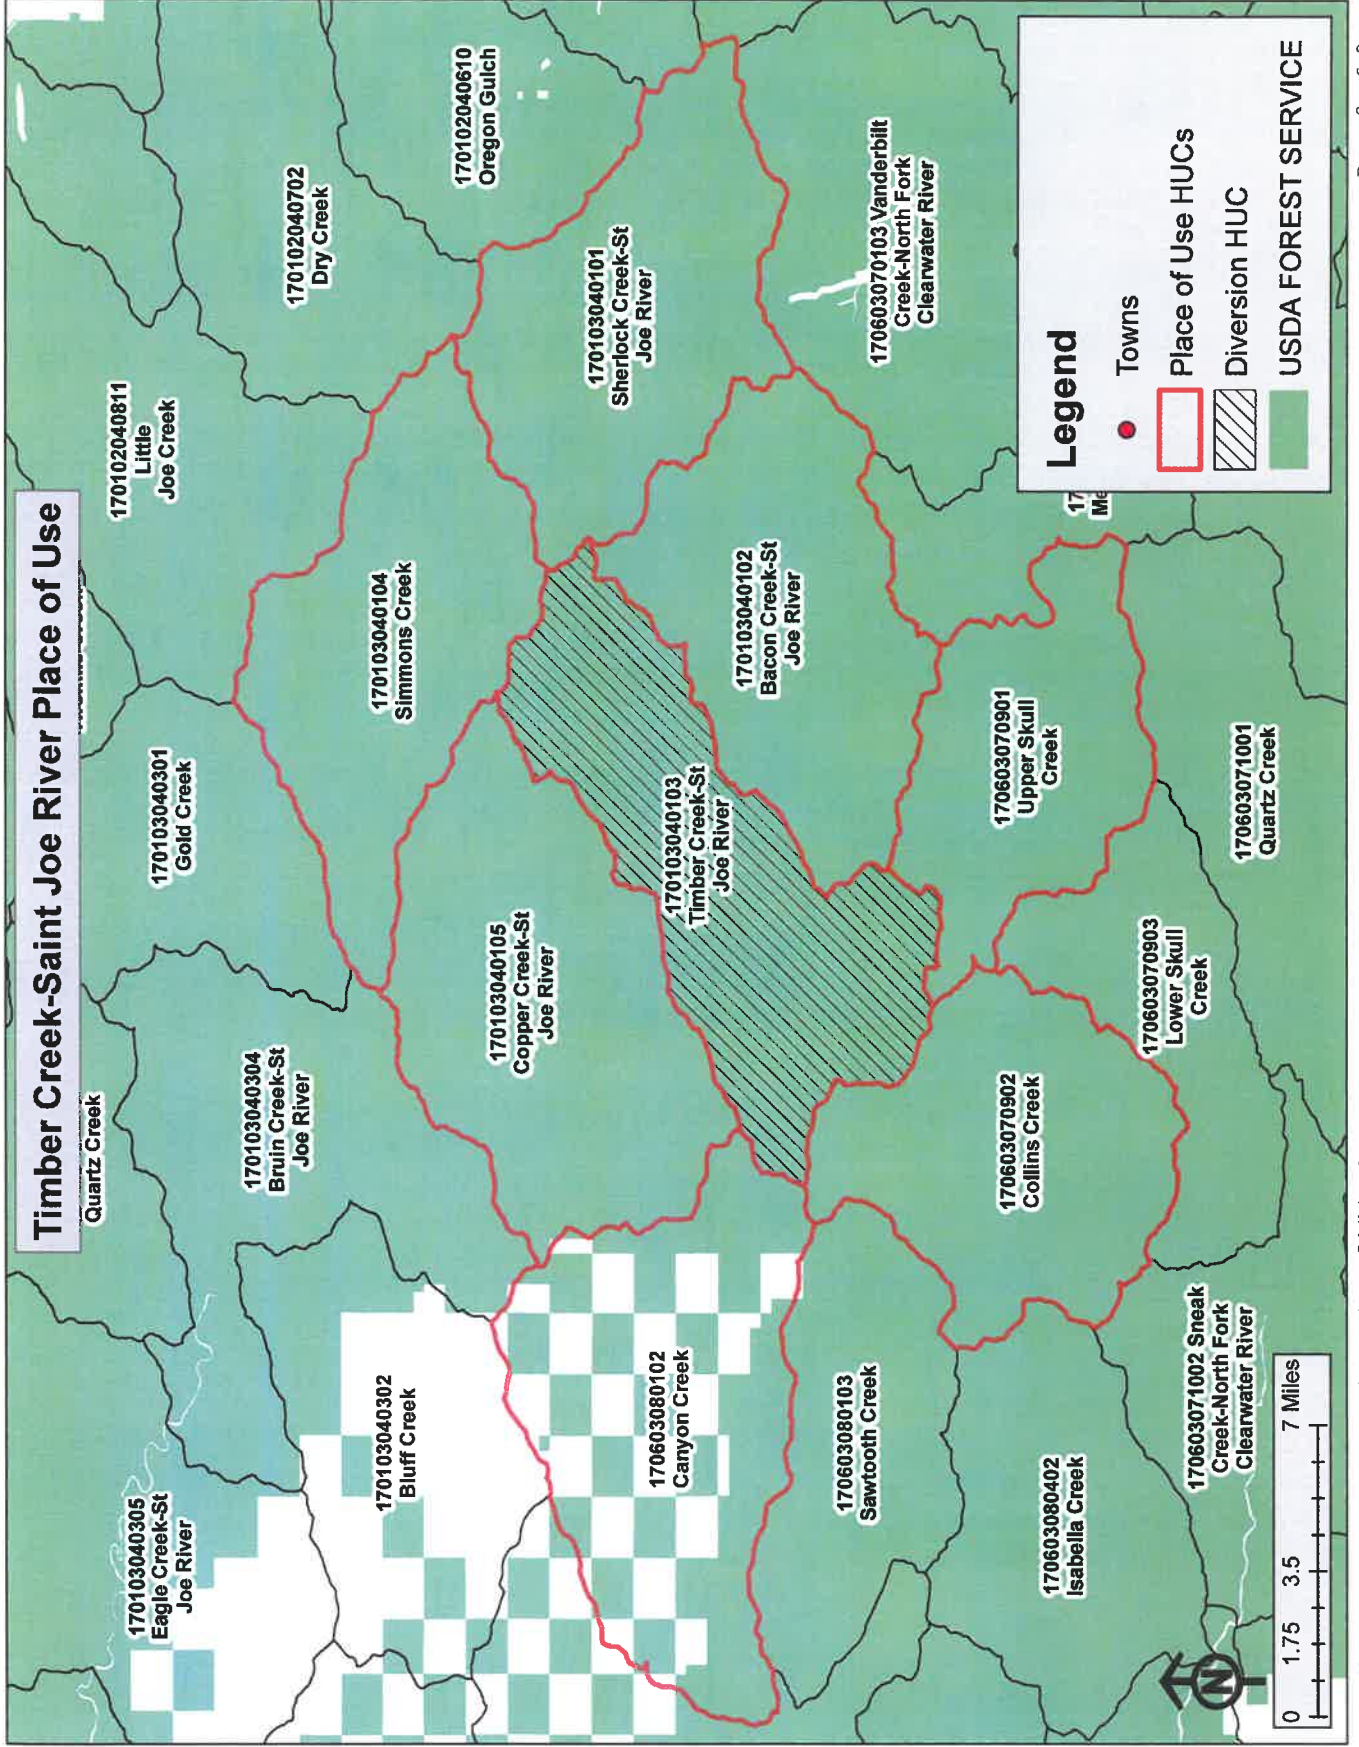 Timber Creek-Saint Joe River Place of Use
170103040305
Eagle Creek-St
Joe River
Quartz Creek
170103040304
Bruin Creek-St
Joe River
170103040301
Gold Creek
170102040811
Little
Joe Creek
170102040702
Dry Creek
170102040610
Oregon Gulch
170103040302
Bluff Creek
170103040104
Simmons Creek
170103040105
Copper Creek-St
Joe River
170103040101
Sherlock Creek-St
Joe River
170603080102
Canyon Creek
170103040103
Timber Creek-St
Joe River
170103040102
Bacon Creek-St
Joe River
170603070103 Vanderbilt
Creek-North Fork
Clearwater River
170603080103
Sawtooth Creek
170603070902
Collins Creek
170603070901
Upper Skull
Creek
17
Me
170603080402
Isabella Creek
170603070903
Lower Skull
Creek
170603071002 Sneak
Creek-North Fork
Clearwater River
170603071001
Quartz Creek
Legend
Towns
Place of Use HUCs
Diversion HUC
USDA FOREST SERVICE
N
0 1.75 3.5 7 Miles